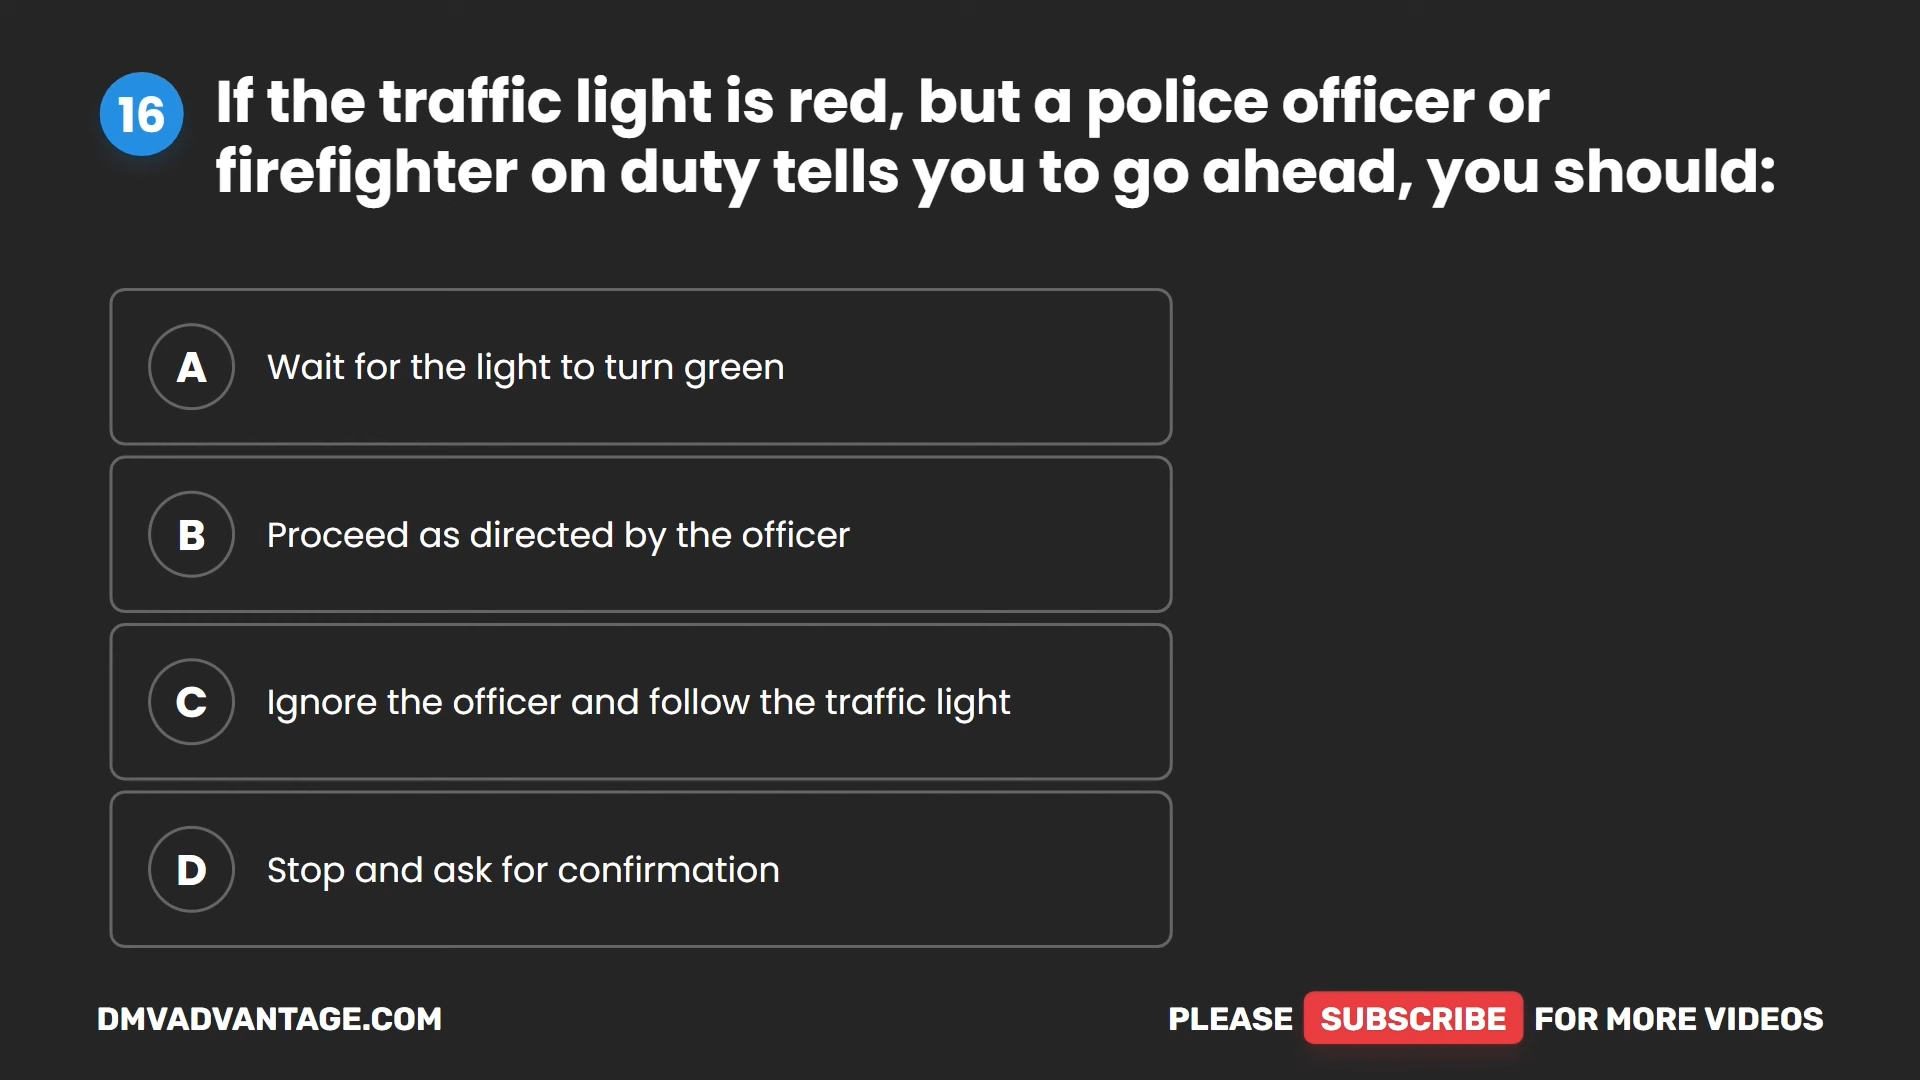 16
If the traffic light is red, but a police officer or
firefighter on duty tells you to go ahead, you should:
A Wait for the light to turn green
B Proceed as directed by the officer
C Ignore the officer and follow the traffic light
D Stop and ask for confirmation
DMVADVANTAGE.COM
PLEASE SUBSCRIBE FOR MORE VIDEOS